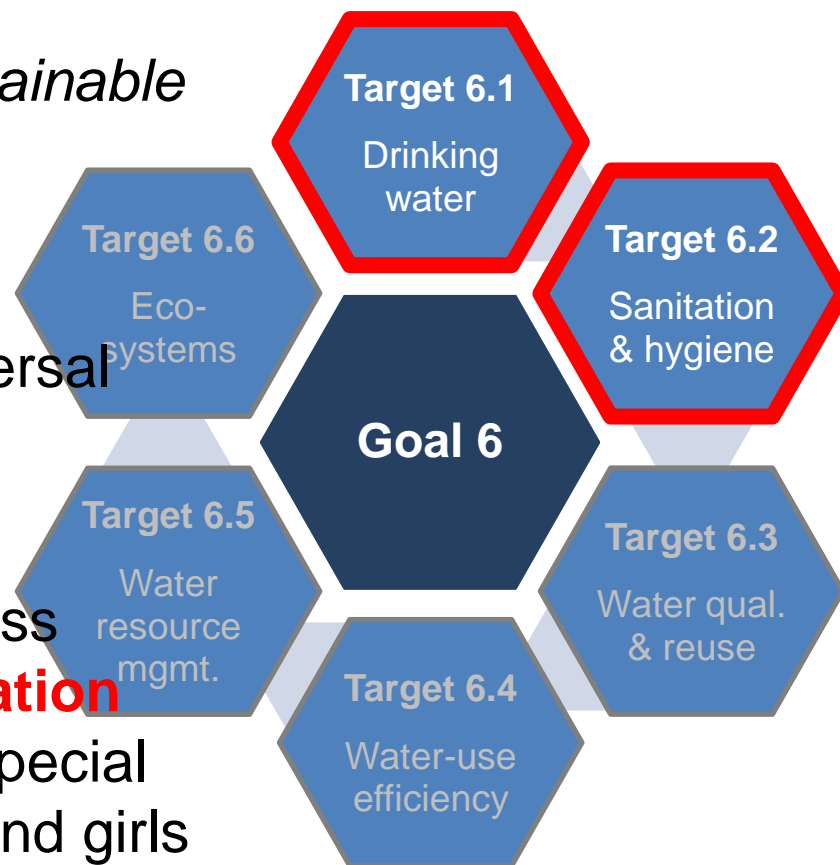 ainable
ersal
ss
ation
pecial
nd girls
Target 6.1
Drinking
water
Target 6.2
Sanitation
& hygiene
Target 6.3
Water qual.
& reuse
Target 6.4
Water-use
efficiency
Target 6.5
Water
resource
mgmt.
Target 6.6
Eco-
systems
Goal 6